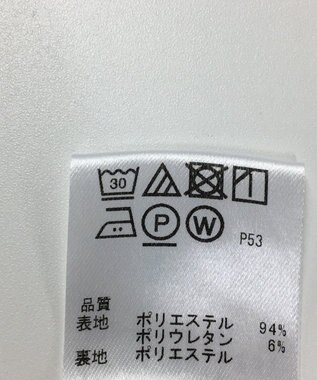 30
P W P53
品質
表地 ポリエステル 94%
ポリウレタン 6%
裏地 ポリエステル